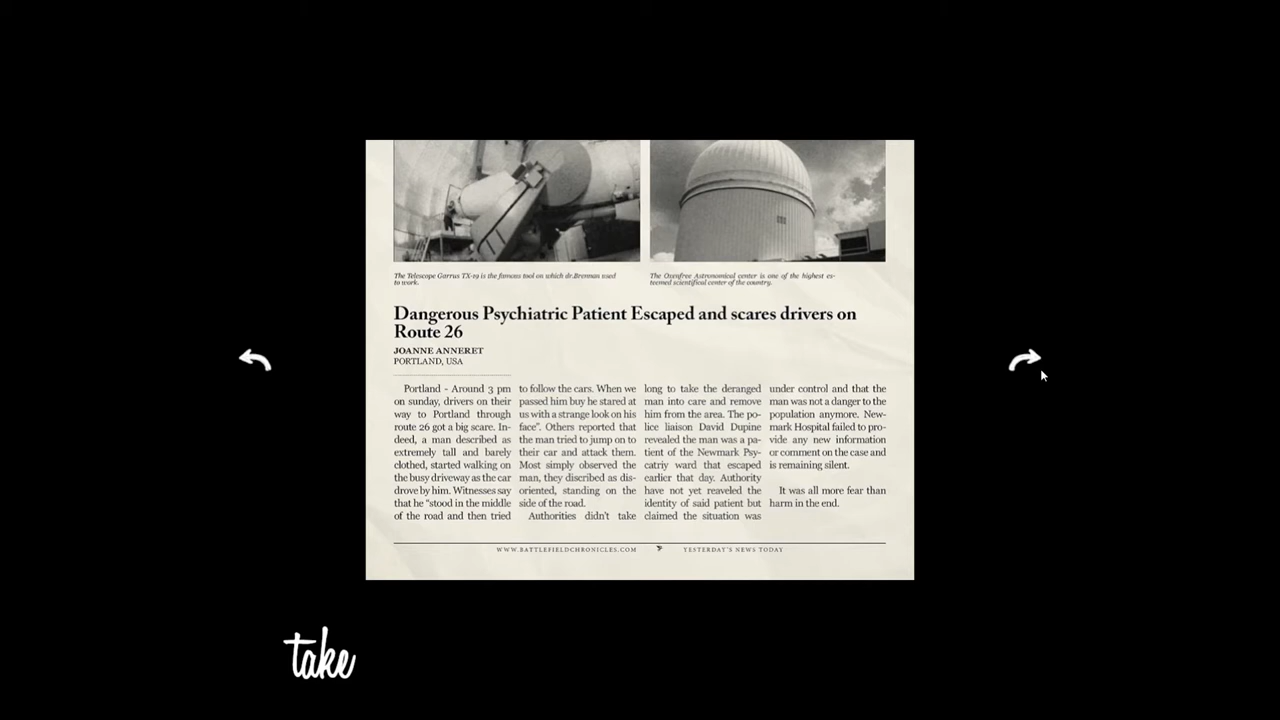 The Telescope Garrus TX-19 is the famous tool on which dr.Brennan used
to work.
The Oxenfree Astronomical center is one of the highest es-
teemed scientifical center of the country.
Dangerous Psychiatric Patient Escaped and scares drivers on
Route 26
JOANNE ANNERET
PORTLAND, USA
Portland - Around 3 pm
on sunday, drivers on their
way to Portland through
route 26 got a big scare. In-
deed, a man described as
extremely tall and barely
clothed, started walking on
the busy driveway as the car
drove by him. Witnesses say
that he “stood in the middle
of the road and then tried
to follow the cars. When we
passed him buy he stared at
us with a strange look on his
face”. Others reported that
the man tried to jump on to
their car and attack them.
Most simply observed the
man, they discribed as dis-
oriented, standing on the
side of the road.
Authorities didn’t take
long to take the deranged
man into care and remove
him from the area. The po-
lice liaison David Dupine
revealed the man was a pa-
tient of the Newmark Psy-
catriy ward that escaped
earlier that day. Authority
have not yet reaveled the
identity of said patient but
claimed the situation was
under control and that the
man was not a danger to the
population anymore. New-
mark Hospital failed to pro-
vide any new information
or comment on the case and
is remaining silent.
It was all more fear than
harm in the end.
WWW.BATTLEFIELDCHRONICLES.COM
YESTERDAY'S NEWS TODAY
take